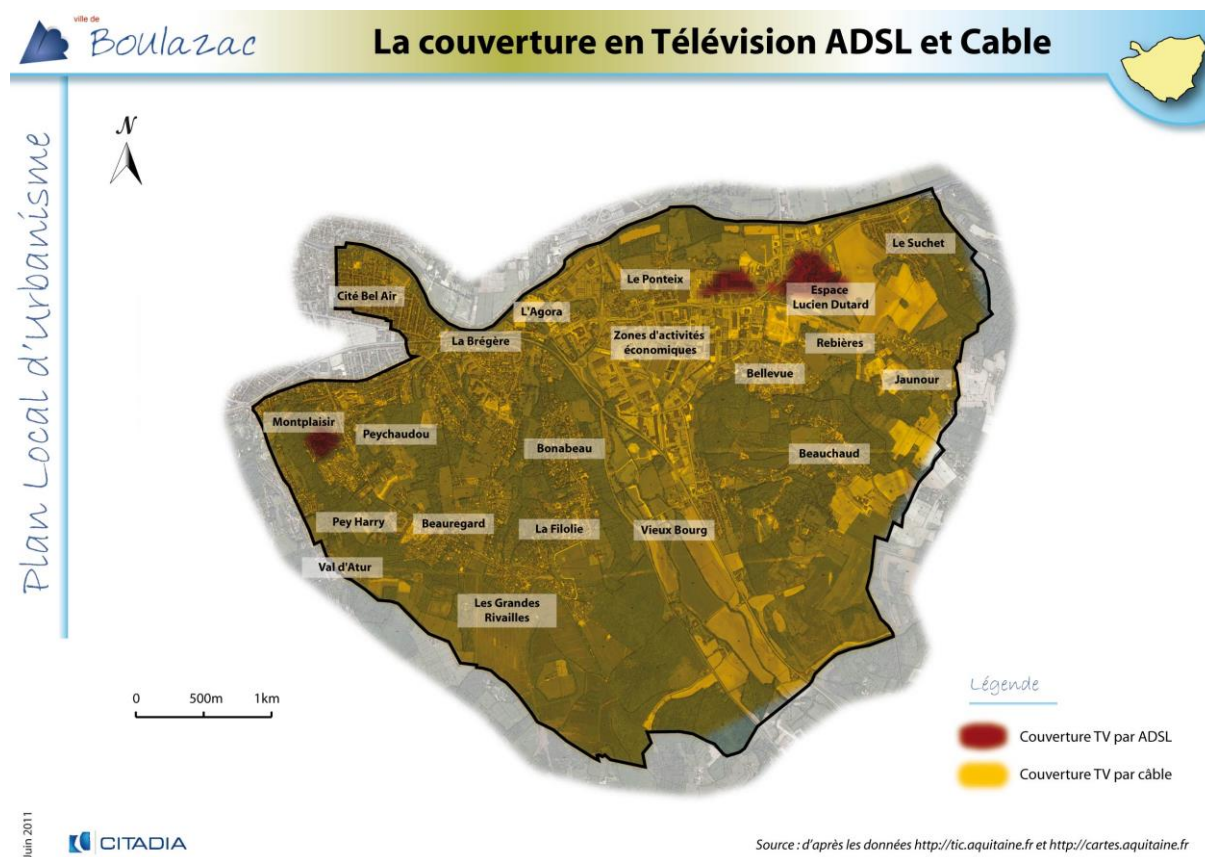 ville de
Boulazac
La couverture en Télévision ADSL et Cable
Plan Local d'Urbanisme
N
Le Suchet
Le Ponteix
Cité Bel Air
Espace
Lucien Dutard
L'Agora
La Brégère
Zones d'activités
économiques
Rebières
Bellevue
Jaunour
Montplaisir
Peychaudou
Bonabeau
Beauchaud
Pey Harry
Beauregard
La Filolie
Vieux Bourg
Val d'Atur
Les Grandes
Rivailles
0 500m 1km
Légende
Couverture TV par ADSL
Couverture TV par câble
Juin 2011
CITADIA
Source : d'après les données http://tic.aquitaine.fr et http://cartes.aquitaine.fr